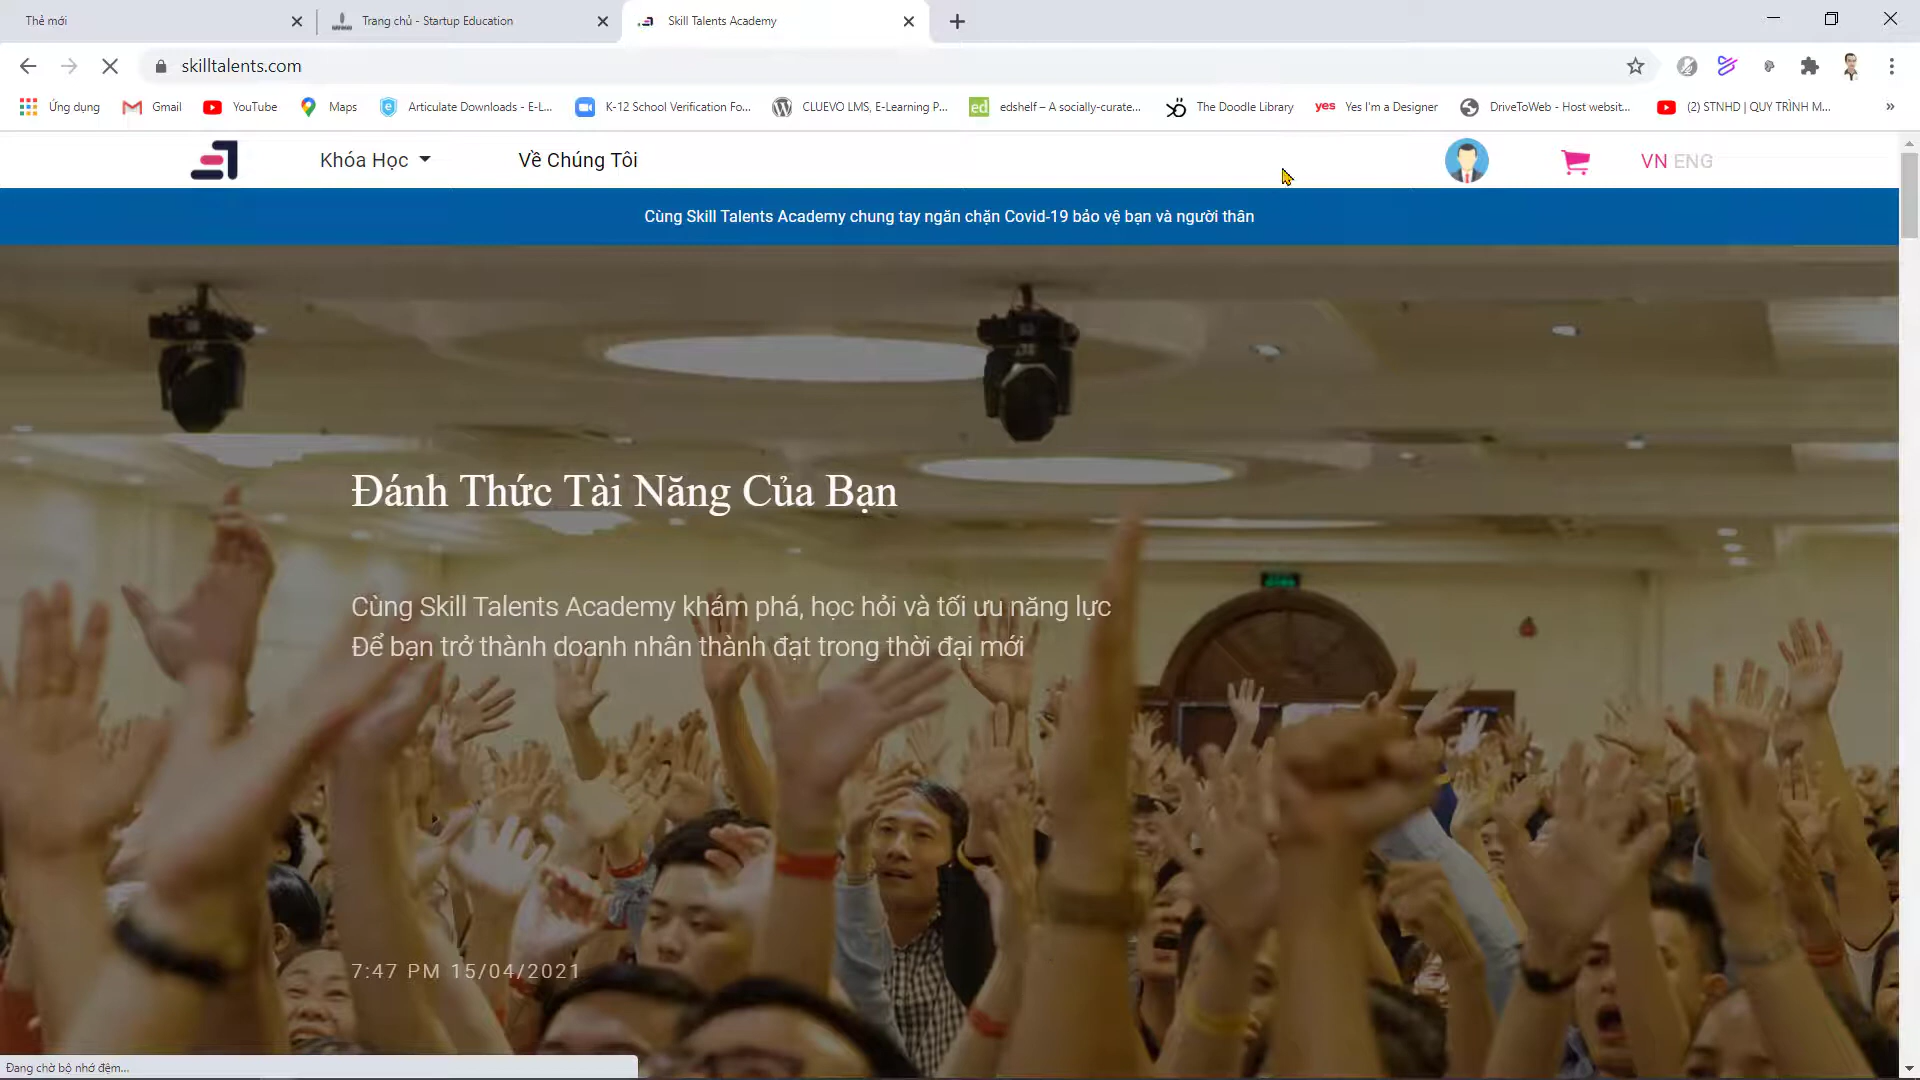 Thẻ mới
Trang chủ - Startup Education
Skill Talents Academy
skilltalents.com
Ứng dụng
Gmail
YouTube
Maps
Articulate Downloads - E-L...
K-12 School Verification Fo...
CLUEVO LMS, E-Learning P...
ed
edshelf – A socially-curate...
The Doodle Library
yes
Yes I'm a Designer
DriveToWeb - Host websit...
(2) STNHD | QUY TRÌNH M...
»
Khóa Học
Về Chúng Tôi
VN ENG
Cùng Skill Talents Academy chung tay ngăn chặn Covid-19 bảo vệ bạn và người thân
Đánh Thức Tài Năng Của Bạn
Cùng Skill Talents Academy khám phá, học hỏi và tối ưu năng lực
Để bạn trở thành doanh nhân thành đạt trong thời đại mới
7:47 PM 15/04/2021
Đang chờ bộ nhớ đệm...